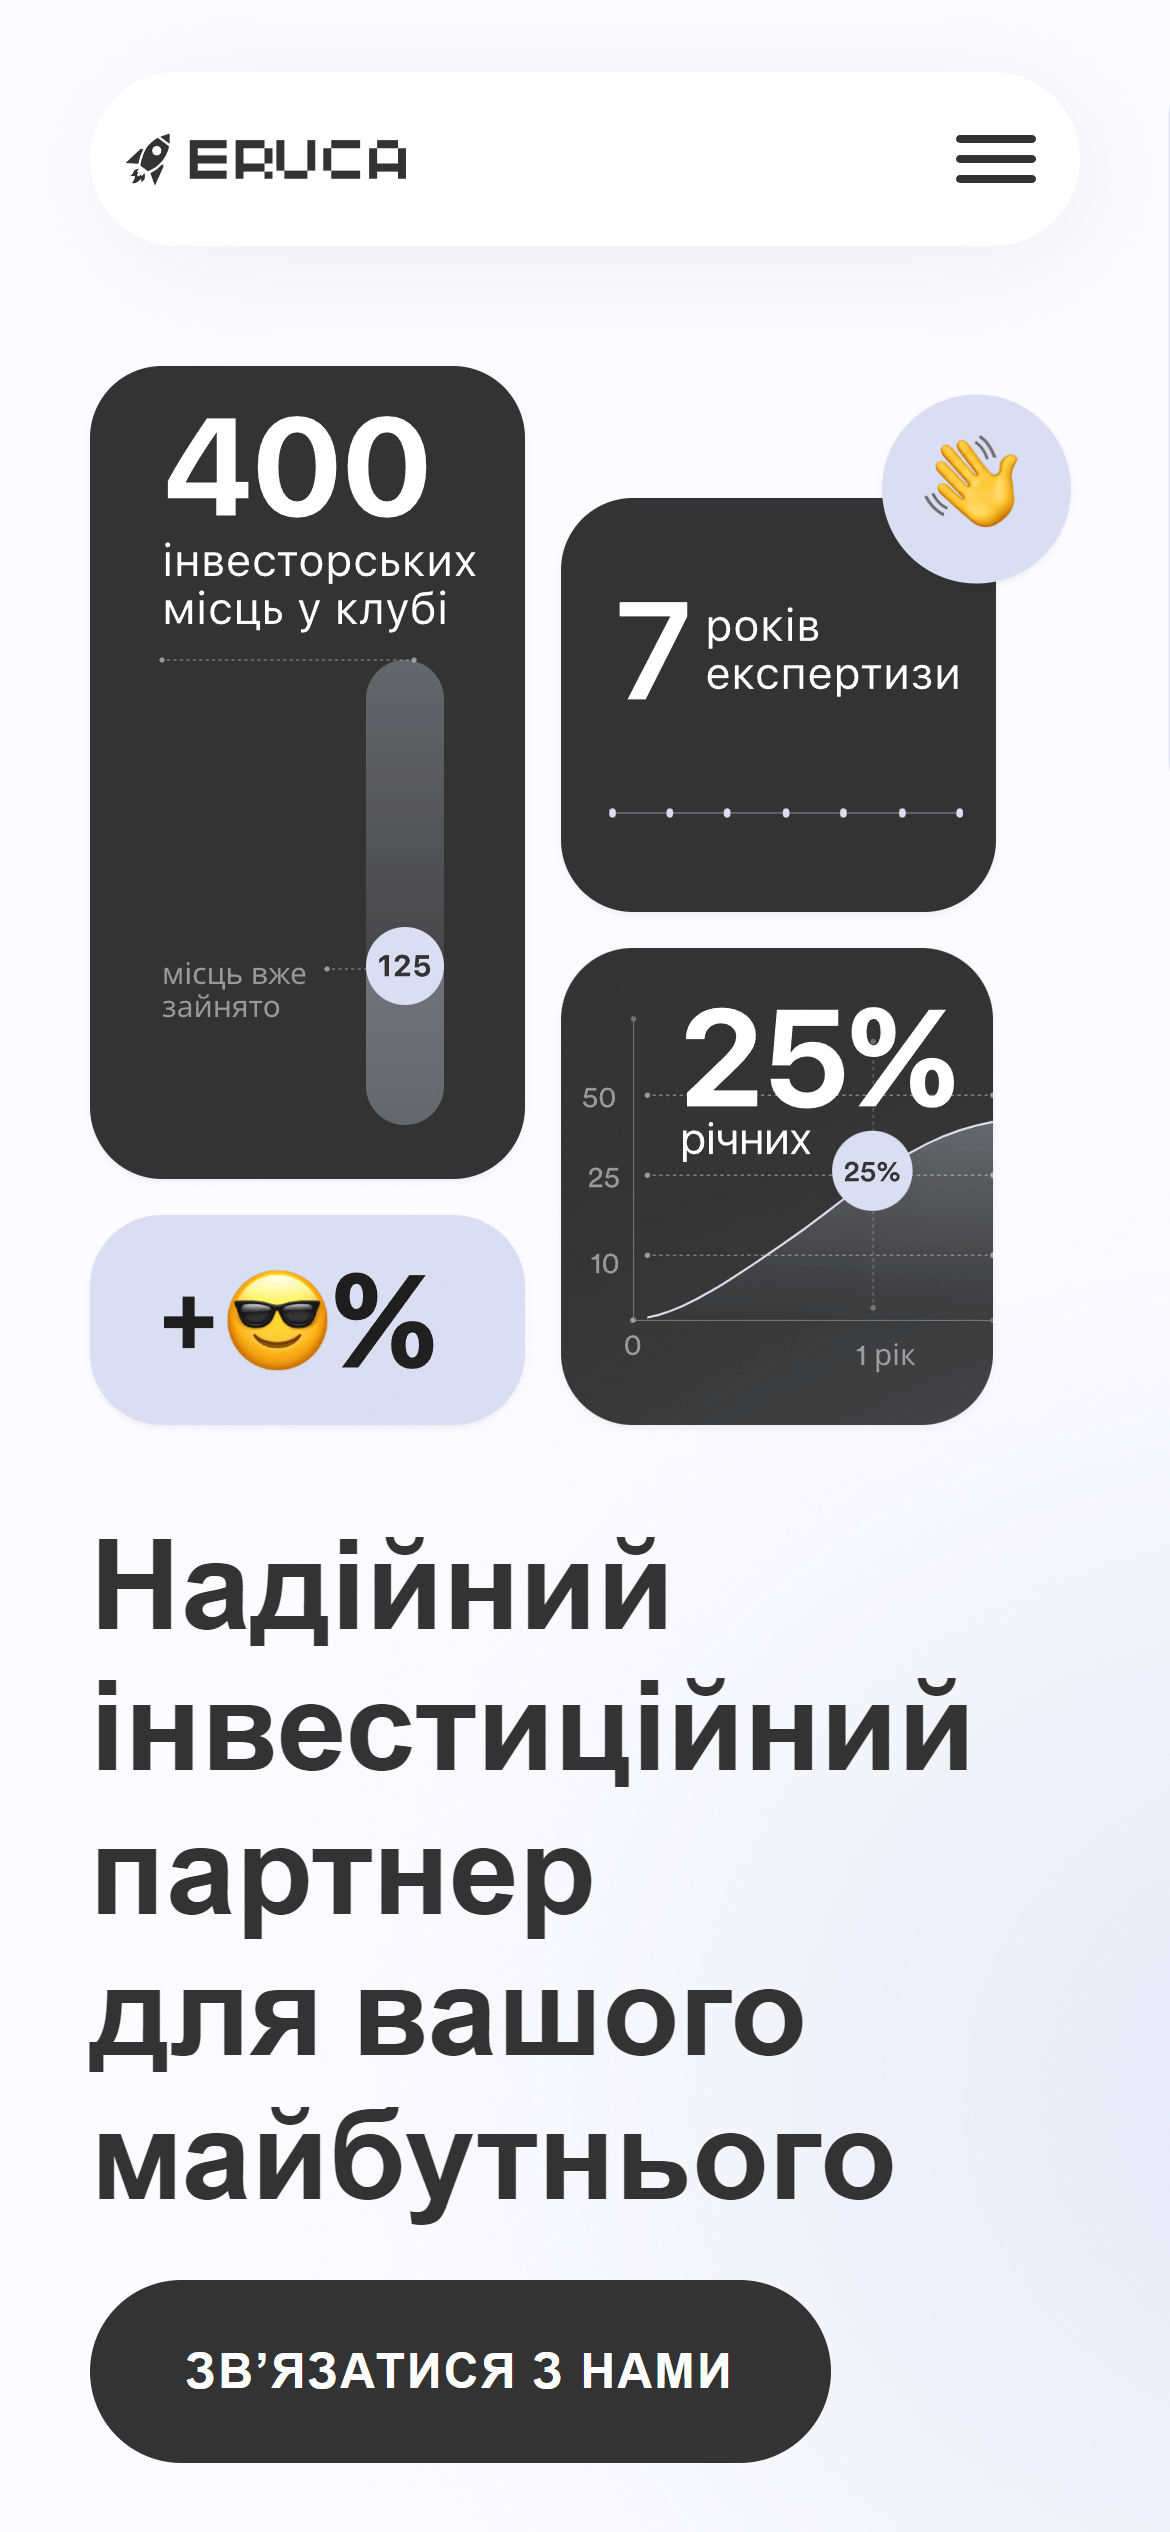 ERUCA
400
інвесторських
місць у клубі
125
місць вже
зайнято
7 років
експертизи
25%
річних
50
25%
25
10
0
1 рік
+😎%
Надійний
інвестиційний
партнер
для вашого
майбутнього
ЗВ’ЯЗАТИСЯ З НАМИ